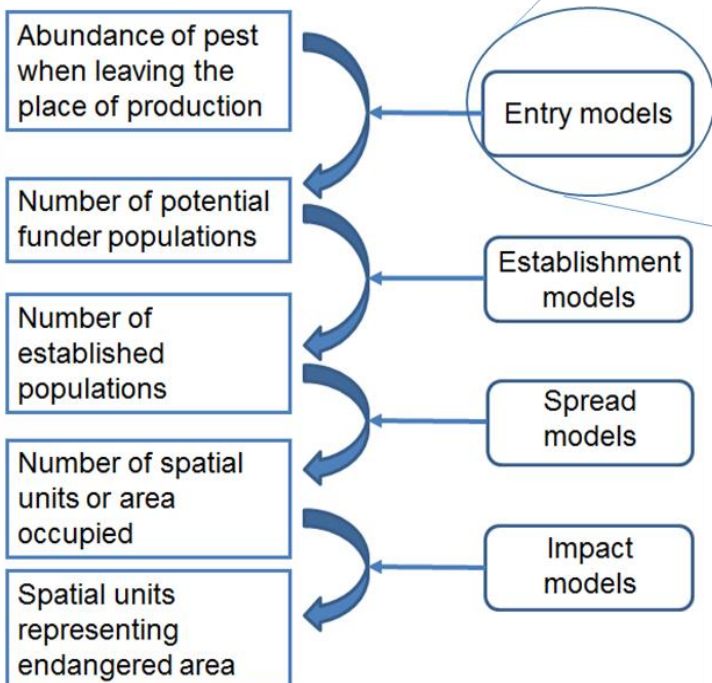 Abundance of pest
when leaving the
place of production
Entry models
Number of potential
funder populations
Establishment
models
Number of
established
populations
Spread
models
Number of spatial
units or area
occupied
Impact
models
Spatial units
representing
endangered area